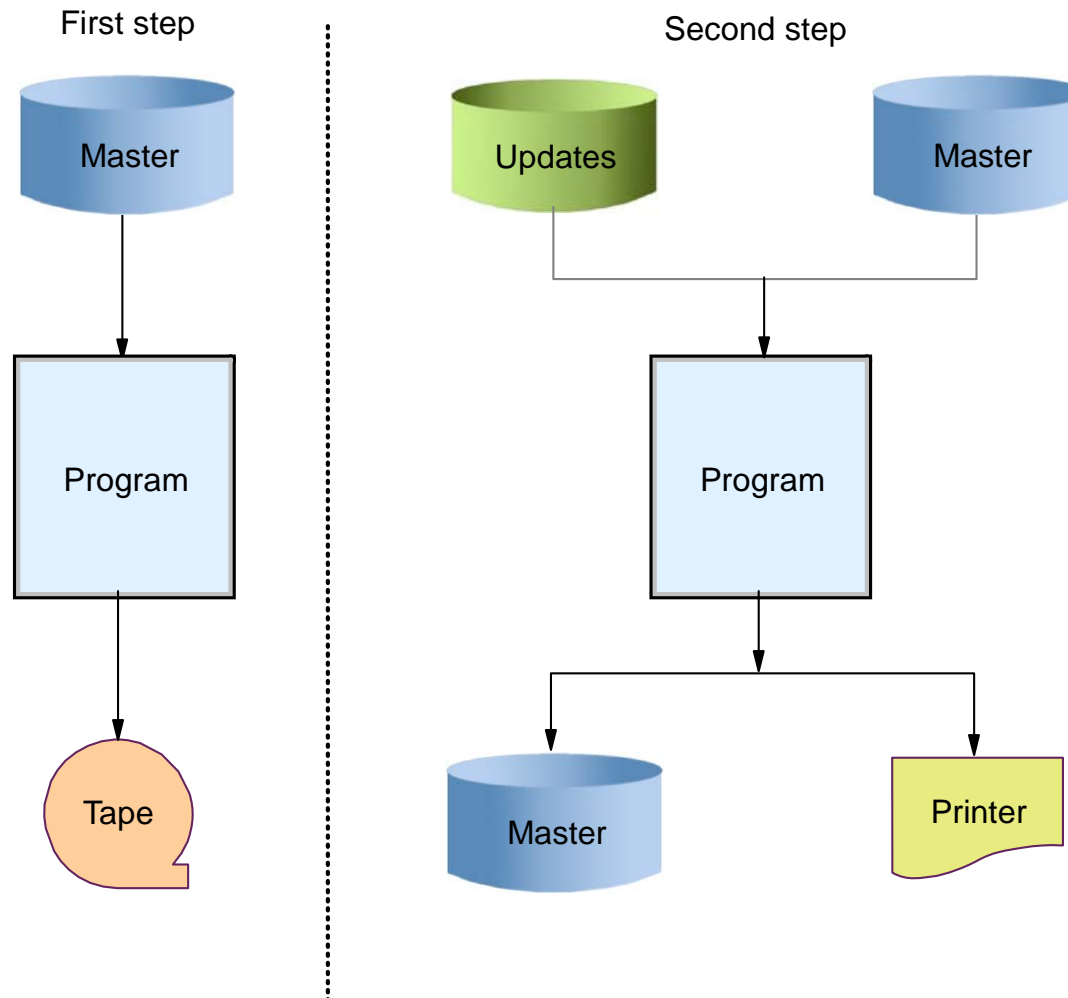 First step
Master
Program
Tape
Second step
Updates
Master
Program
Master
Printer